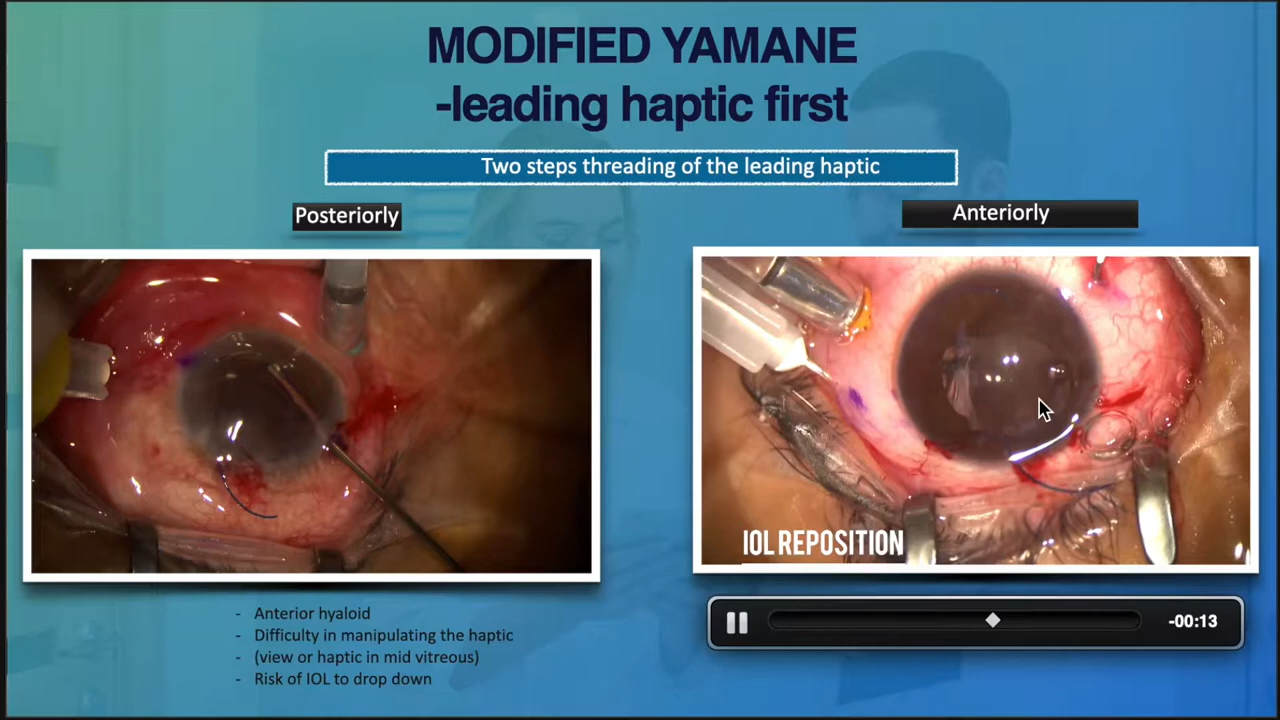 MODIFIED YAMANE
-leading haptic first
Two steps threading of the leading haptic
Posteriorly
Anteriorly
IOL REPOSITION
-00:13
- Anterior hyaloid
- Difficulty in manipulating the haptic
- (view or haptic in mid vitreous)
- Risk of IOL to drop down